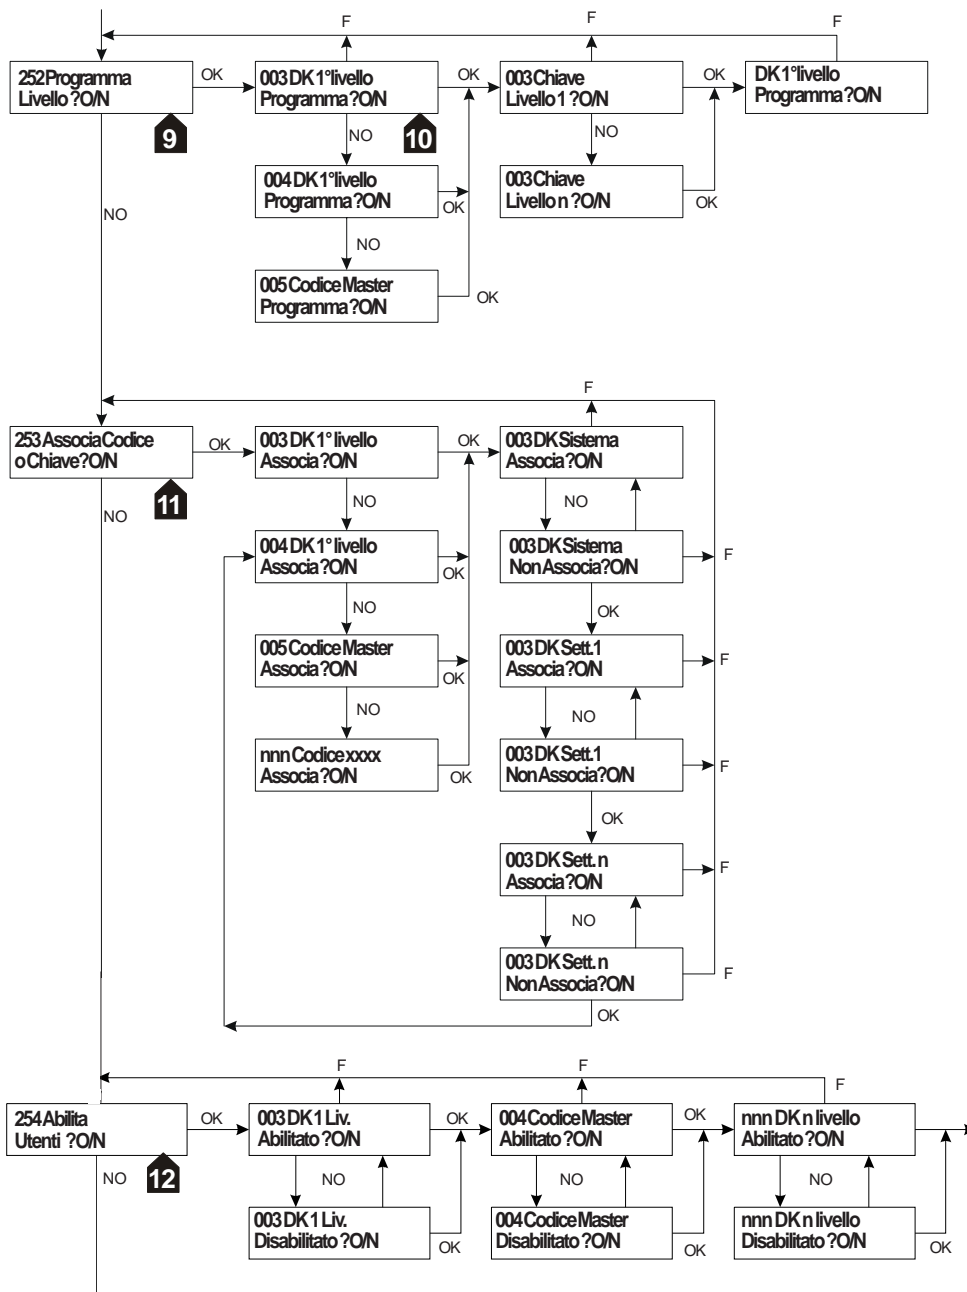 F
F
F
252 Programma
Livello ?O/N
OK
003 DK 1° livello
Programma ?O/N
OK
003 Chiave
Livello 1 ?O/N
OK
DK 1° livello
Programma ?O/N
9
10
NO
NO
004 DK 1° livello
Programma ?O/N
OK
003 Chiave
Livello n ?O/N
OK
NO
NO
005 Codice Master
Programma ?O/N
OK
F
253 Associa Codice
o Chiave?O/N
OK
003 DK 1° livello
Associa ?O/N
OK
003 DK Sistema
Associa ?O/N
11
NO
NO
NO
004 DK 1° livello
Associa ?O/N
OK
003 DK Sistema
Non Associa?O/N
F
NO
OK
005 Codice Master
Associa ?O/N
OK
003 DK Sett.1
Associa ?O/N
F
NO
NO
nnn Codice xxxx
Associa ?O/N
OK
003 DK Sett.1
Non Associa?O/N
F
OK
003 DK Sett. n
Associa ?O/N
F
NO
003 DK Sett. n
Non Associa?O/N
F
OK
F
F
F
254 Abilita
Utenti ?O/N
OK
003 DK 1 Liv.
Abilitato ?O/N
OK
004 Codice Master
Abilitato ?O/N
OK
nnn DK n livello
Abilitato ?O/N
OK
NO
12
NO
NO
NO
003 DK 1 Liv.
Disabilitato ?O/N
OK
004 Codice Master
Disabilitato ?O/N
OK
nnn DK n livello
Disabilitato ?O/N